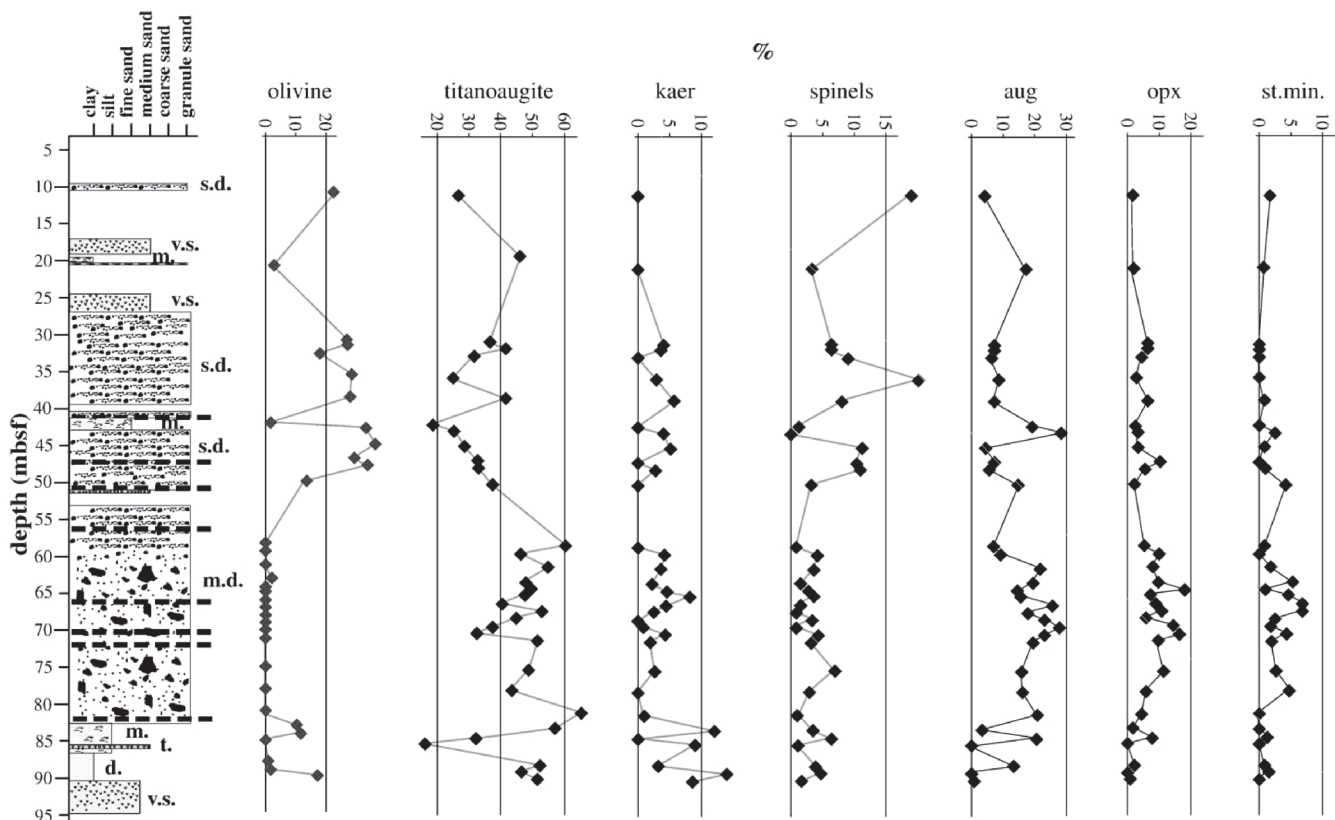 %
clay
silt
fine sand
medium sand
coarse sand
granule sand
olivine
titanoaugite
kaer
spinels
aug
opx
st.min.
0 10 20
20 30 40 50 60
0 5 10
0 5 10 15
0 10 20 30
0 10 20
0 5 10
depth (mbsf)
5
10
15
20
25
30
35
40
45
50
55
60
65
70
75
80
85
90
95
s.d.
v.s.
m.
v.s.
s.d.
m.
s.d.
m.d.
m.
t.
d.
v.s.